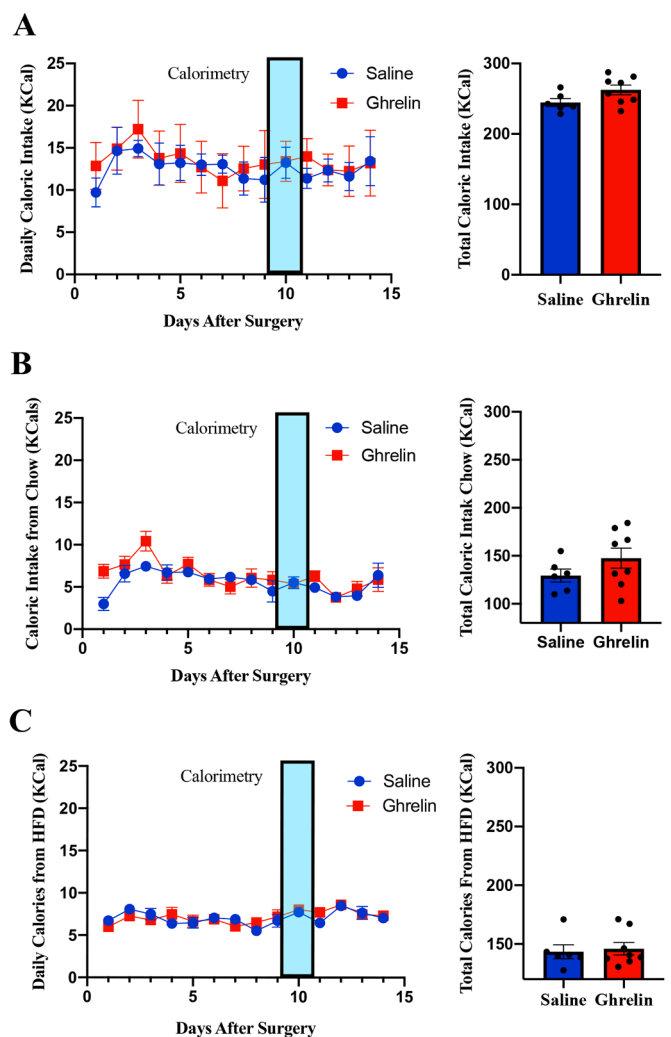 A
Daaily Caloric Intake (KCal)
25
20
15
10
5
0
0
5
10
15
Days After Surgery
Calorimetry
Saline
Ghrelin
Total Caloric Intake (KCal)
300
200
100
0
Saline
Ghrelin
B
Caloric Intake from Chow (KCals)
25
20
15
10
5
0
0
5
10
15
Days After Surgery
Calorimetry
Saline
Ghrelin
Total Caloric Intak Chow (KCal)
300
250
200
150
100
Saline
Ghrelin
C
Daily Calories from HFD (KCal)
25
20
15
10
5
0
0
5
10
15
Days After Surgery
Calorimetry
Saline
Ghrelin
Total Calories From HFD (KCal)
300
250
200
150
Saline
Ghrelin